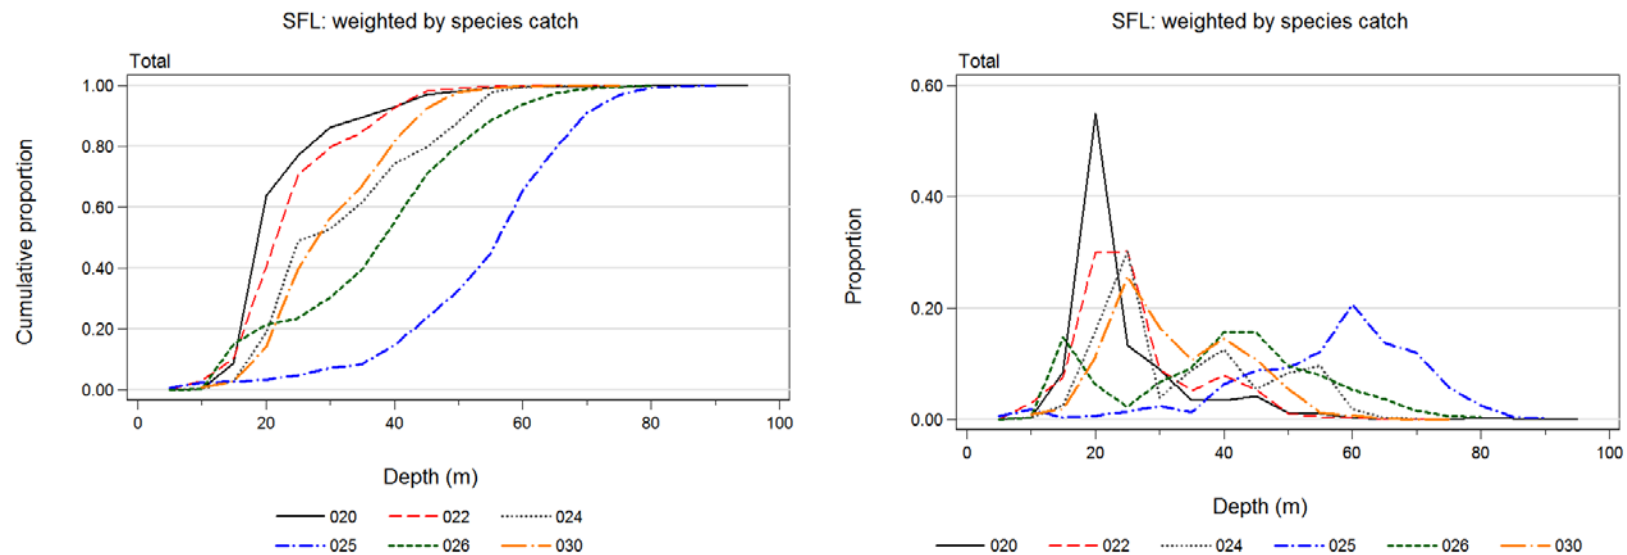 SFL: weighted by species catch
Total
1.00
0.80
0.60
0.40
0.20
0.00
Cumulative proportion
0 20 40 60 80 100
Depth (m)
020 022 024
025 026 030
SFL: weighted by species catch
Total
0.60
0.40
0.20
0.00
Proportion
0 20 40 60 80 100
Depth (m)
020 022 024 025 026 030